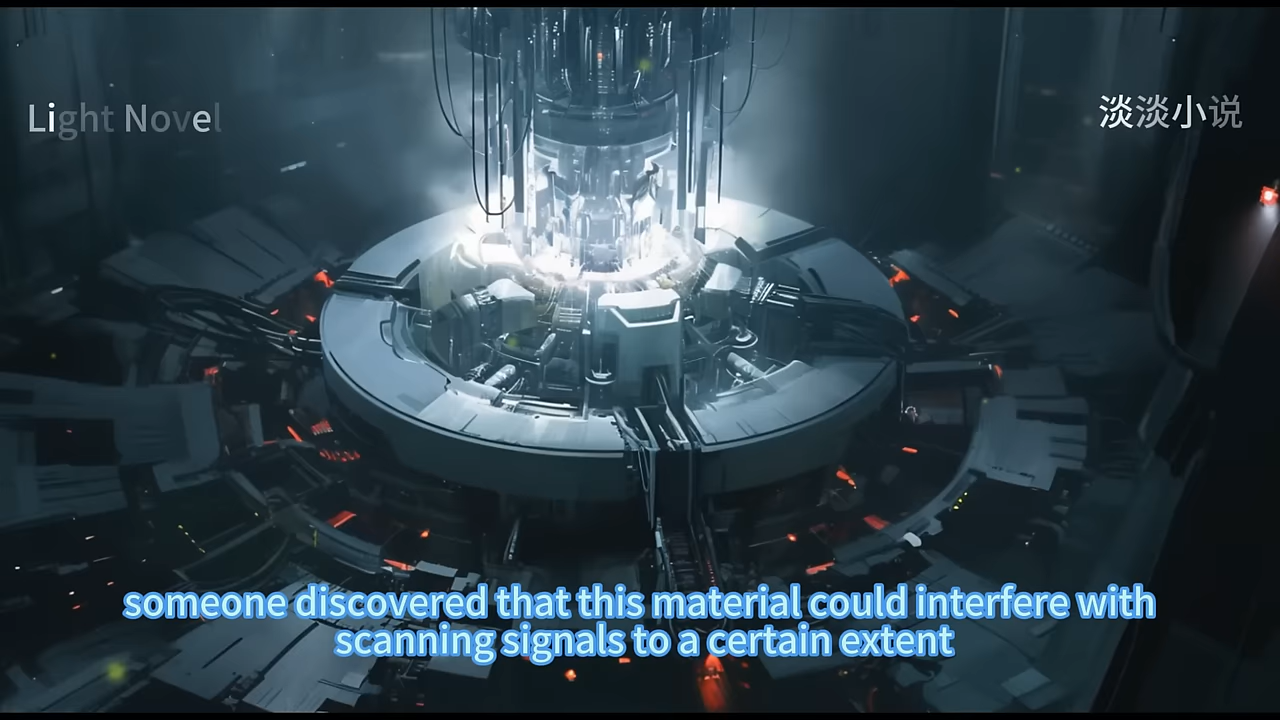 Light Novel
淡淡小说
someone discovered that this material could interfere with
scanning signals to a certain extent